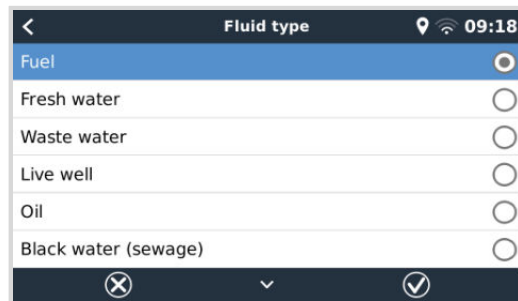 Fluid type 09:18
Fuel
Fresh water
Waste water
Live well
Oil
Black water (sewage)